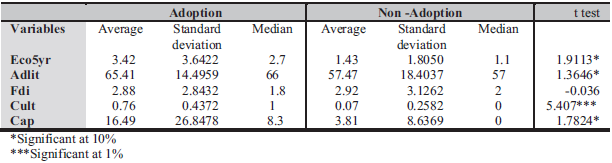 Adoption Non -Adoption t test
Variables Average Standard deviation Median Average Standard deviation Median
Eco5yr 3.42 3.6422 2.7 1.43 1.8050 1.1 1.9113*
Adlit 65.41 14.4959 66 57.47 18.4037 57 1.3646*
Fdi 2.88 2.8432 1.8 2.92 3.1262 2 -0.036
Cult 0.76 0.4372 1 0.07 0.2582 0 5.407***
Cap 16.49 26.8478 8.3 3.81 8.6369 0 1.7824*
*Significant at 10%
***Significant at 1%